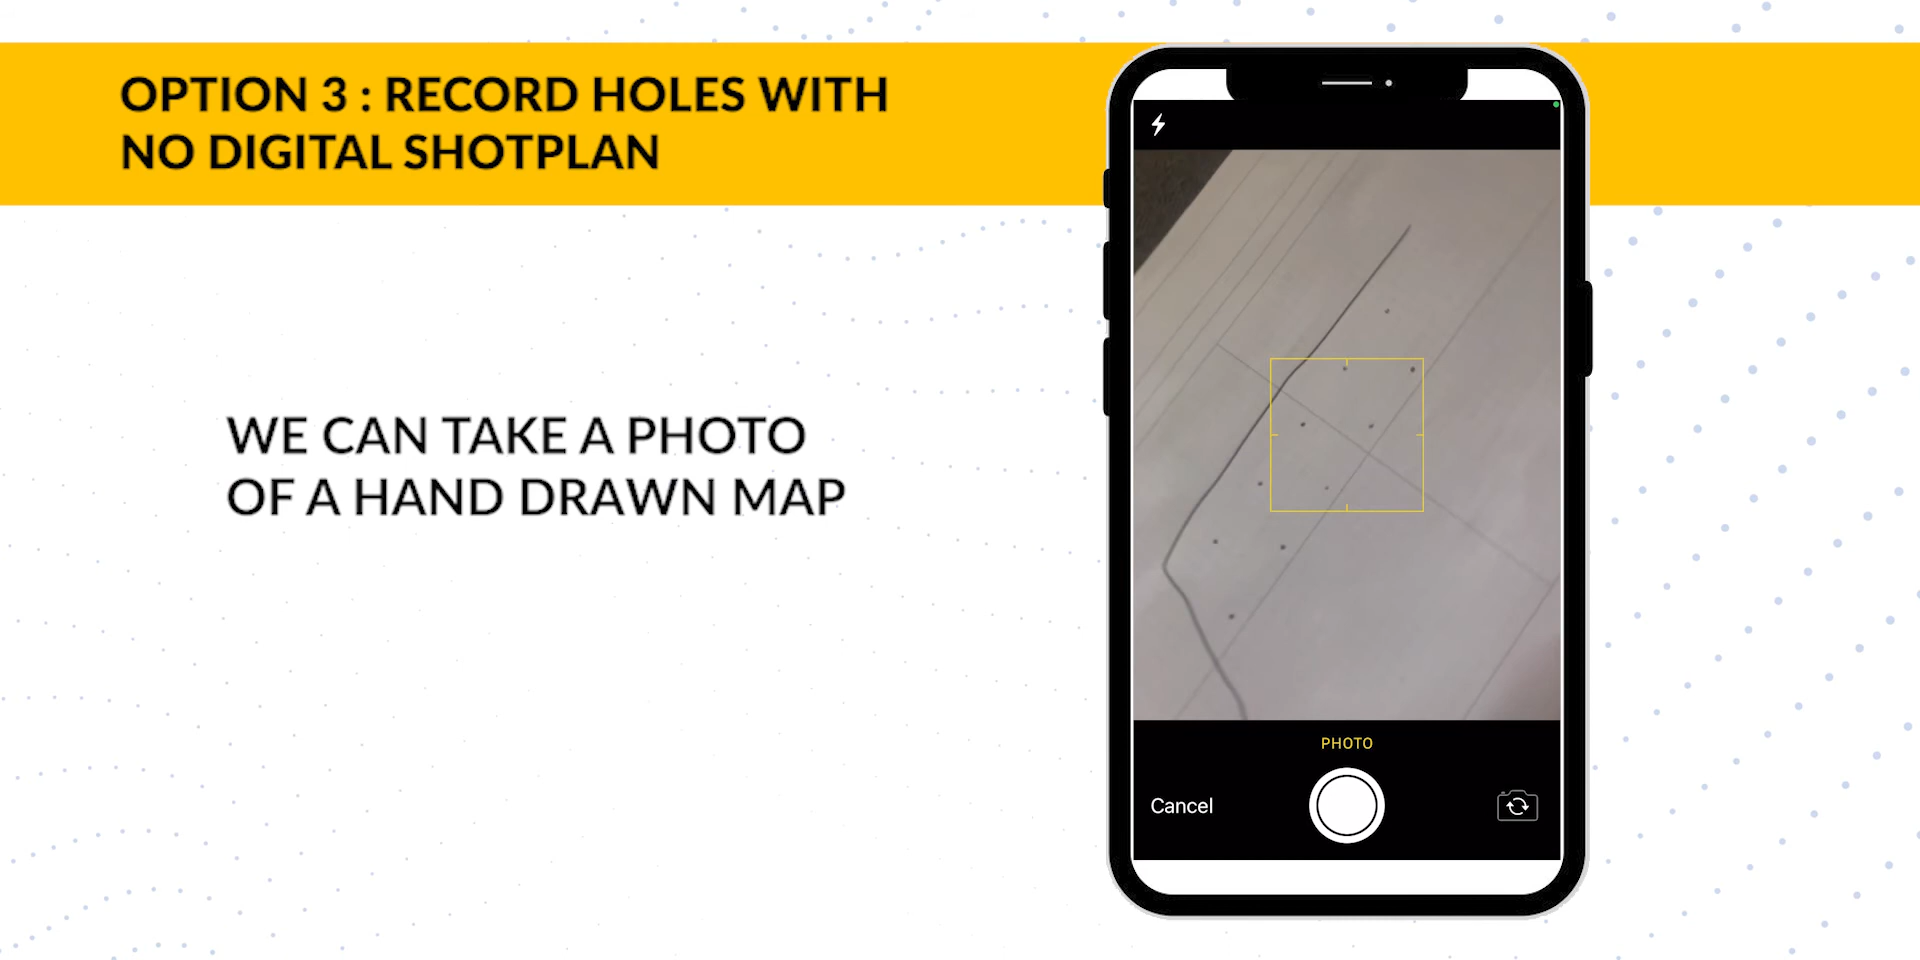 OPTION 3 : RECORD HOLES WITH
NO DIGITAL SHOTPLAN
WE CAN TAKE A PHOTO
OF A HAND DRAWN MAP
PHOTO
Cancel